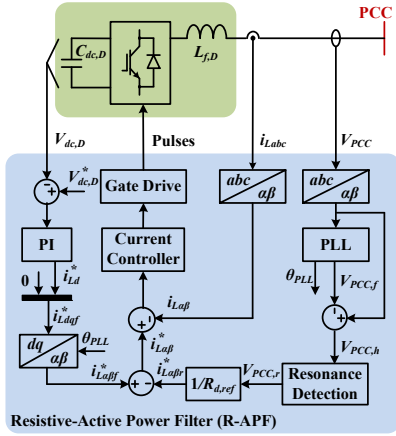 PCC
C_dc,D
L_f,D
V_dc,D
Pulses
i_Labc
V_PCC
V*_dc,D
Gate Drive
abc
αβ
abc
αβ
PI
Current
Controller
PLL
0
i*_Ld
θ_PLL
V_PCC,f
i*_Ldqf
i_Lαβ
dq
αβ
θ_PLL
i*_Lαβ
V_PCC,h
i*_Lαβf
i*_Lαβr
V_PCC,r
1/R_d,ref
Resonance
Detection
Resistive-Active Power Filter (R-APF)